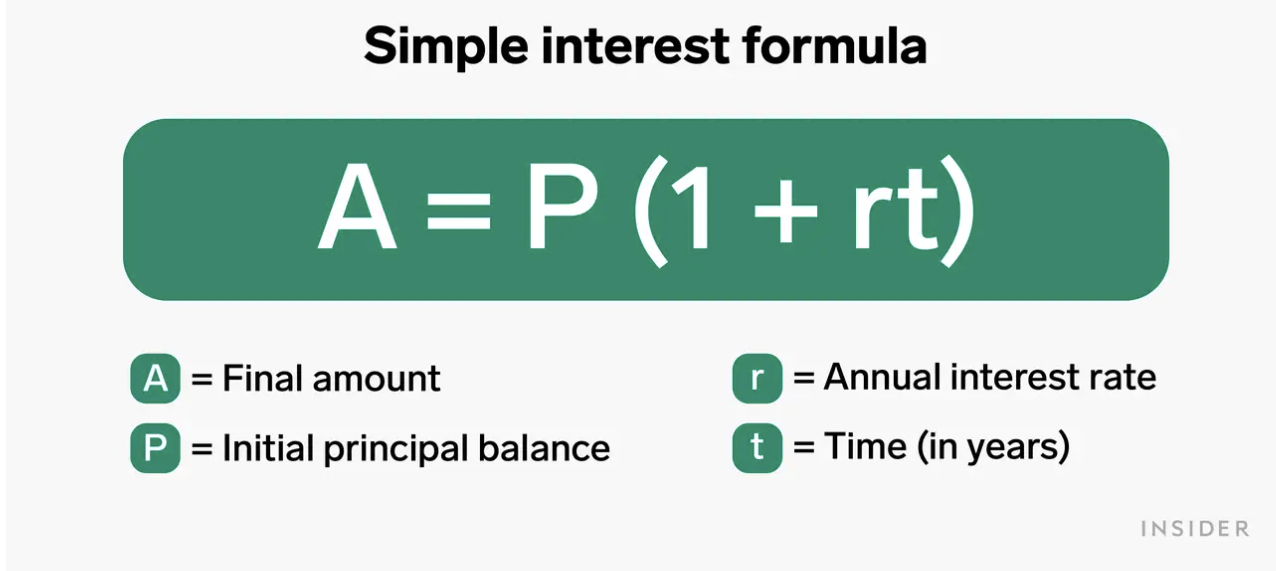 Simple interest formula
A = P (1 + rt)
A = Final amount
P = Initial principal balance
r = Annual interest rate
t = Time (in years)
INSIDER